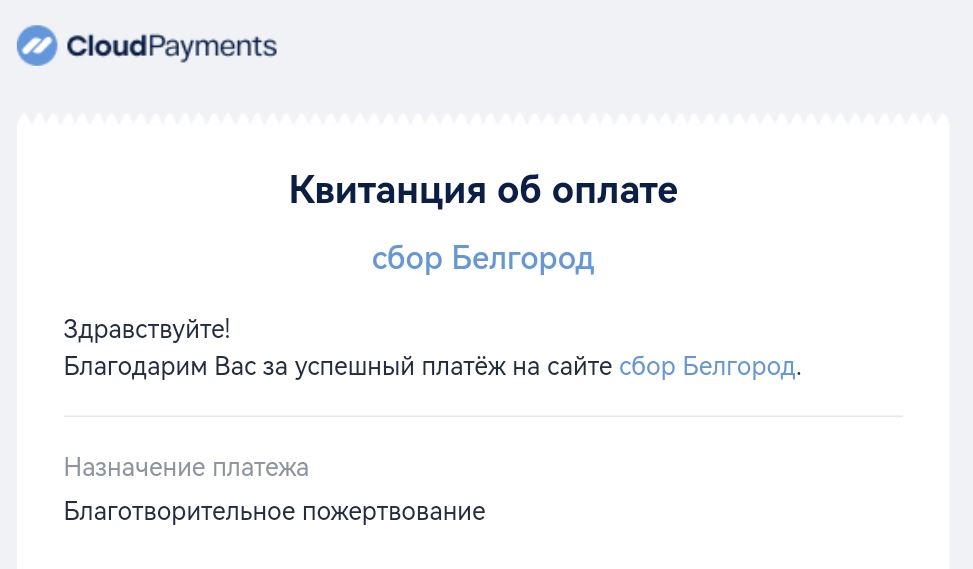 CloudPayments
Квитанция об оплате
сбор Белгород
Здравствуйте!
Благодарим Вас за успешный платёж на сайте сбор Белгород.
Назначение платежа
Благотворительное пожертвование